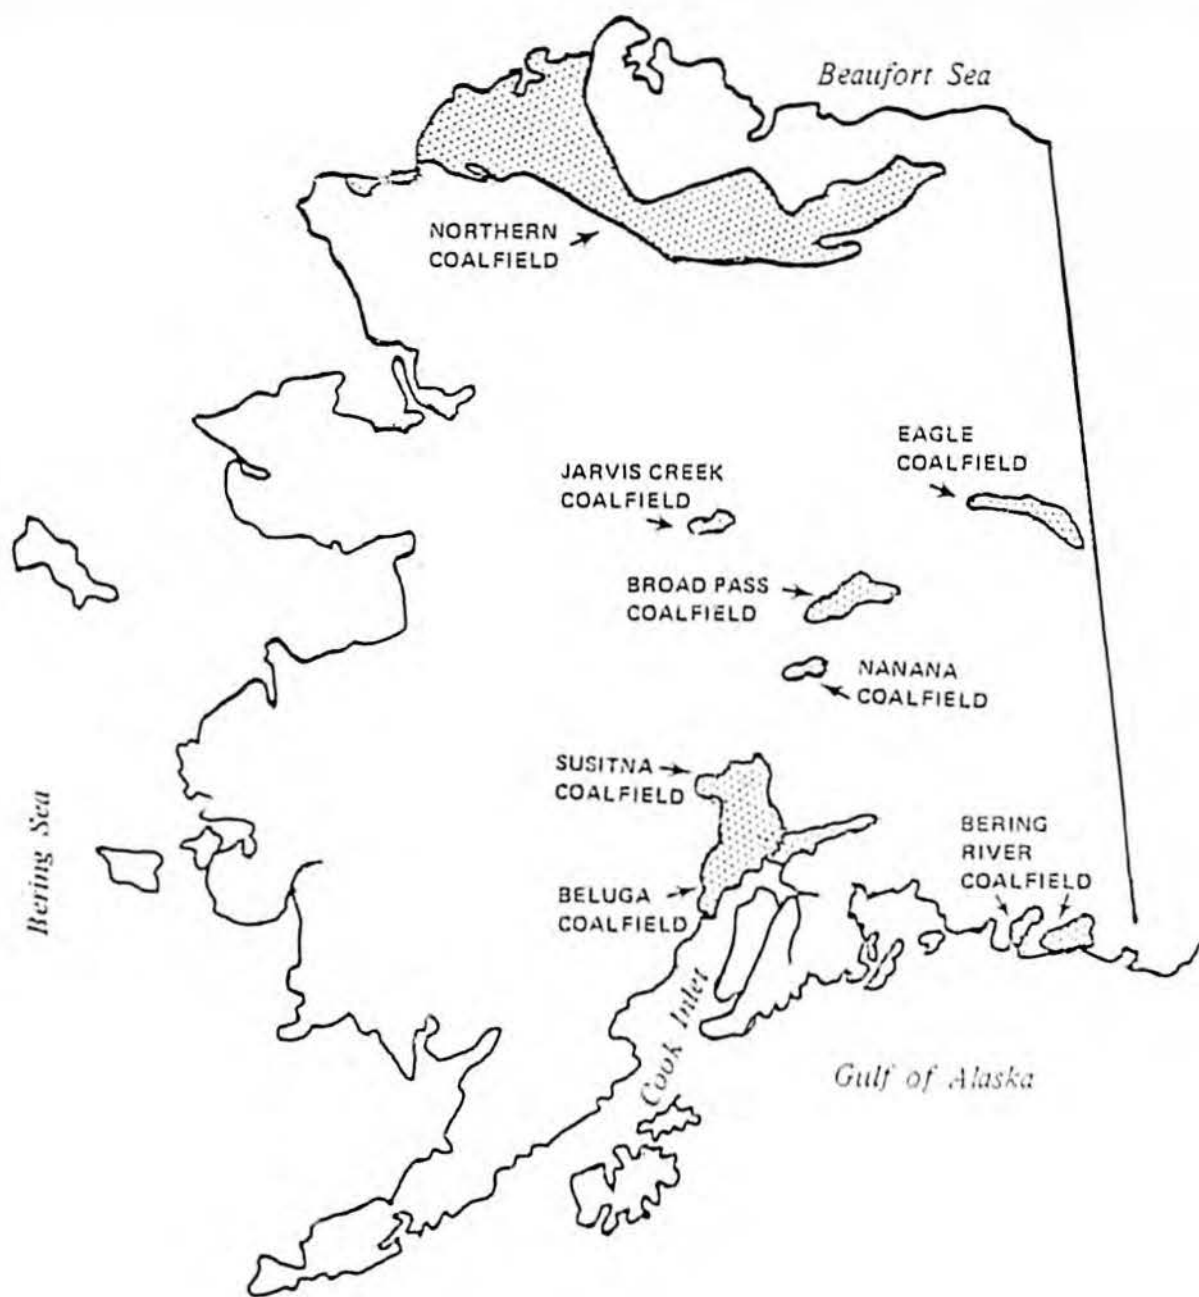 Beaufort Sea
NORTHERN
COALFIELD
EAGLE
COALFIELD
JARVIS CREEK
COALFIELD
BROAD PASS
COALFIELD
NANANA
COALFIELD
SUSITNA
COALFIELD
BERING
RIVER
COALFIELD
BELUGA
COALFIELD
Bering Sea
Cook Inlet
Gulf of Alaska